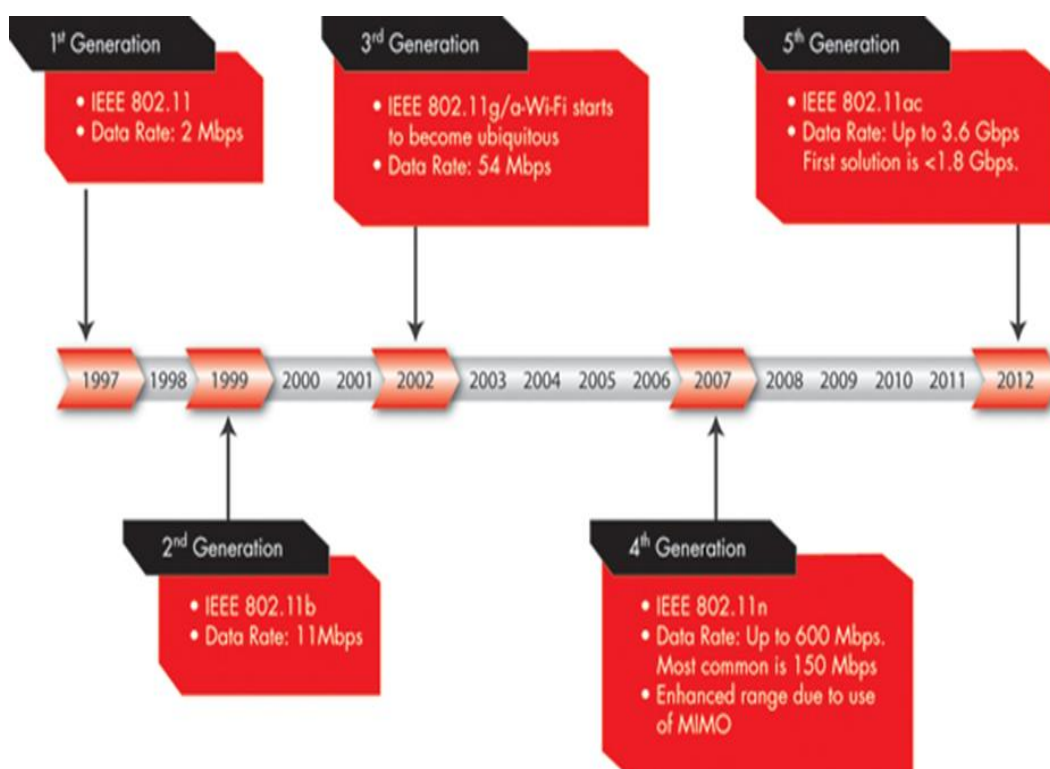 1st Generation
• IEEE 802.11
• Data Rate: 2 Mbps
3rd Generation
• IEEE 802.11g/a-Wi-Fi starts
to become ubiquitous
• Data Rate: 54 Mbps
5th Generation
• IEEE 802.11ac
• Data Rate: Up to 3.6 Gbps
First solution is <1.8 Gbps.
1997 1998 1999 2000 2001 2002 2003 2004 2005 2006 2007 2008 2009 2010 2011 2012
2nd Generation
• IEEE 802.11b
• Data Rate: 11Mbps
4th Generation
• IEEE 802.11n
• Data Rate: Up to 600 Mbps.
Most common is 150 Mbps
• Enhanced range due to use
of MIMO